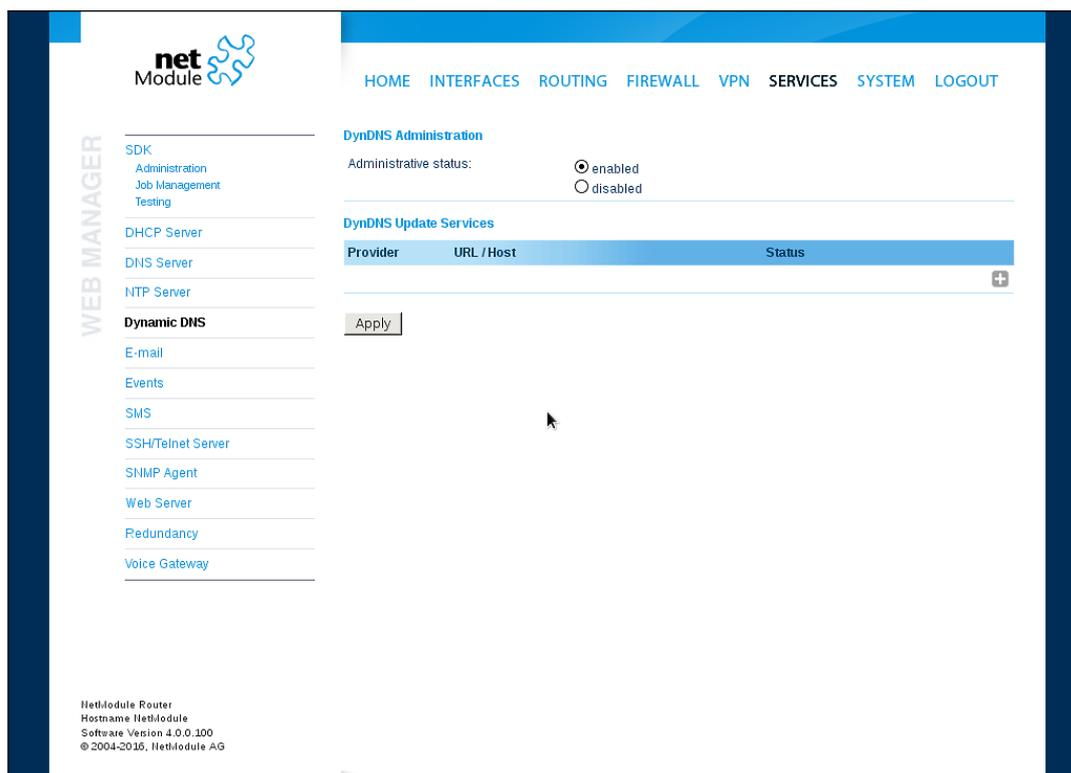 net
Module
HOME INTERFACES ROUTING FIREWALL VPN SERVICES SYSTEM LOGOUT
WEB MANAGER
SDK
Administration
Job Management
Testing
DHCP Server
DNS Server
NTP Server
Dynamic DNS
E-mail
Events
SMS
SSH/Telnet Server
SNMP Agent
Web Server
Redundancy
Voice Gateway
DynDNS Administration
Administrative status:
enabled
disabled
DynDNS Update Services
Provider URL / Host Status
Apply
NetModule Router
Hostname NetModule
Software Version 4.0.0.100
© 2004-2016, NetModule AG